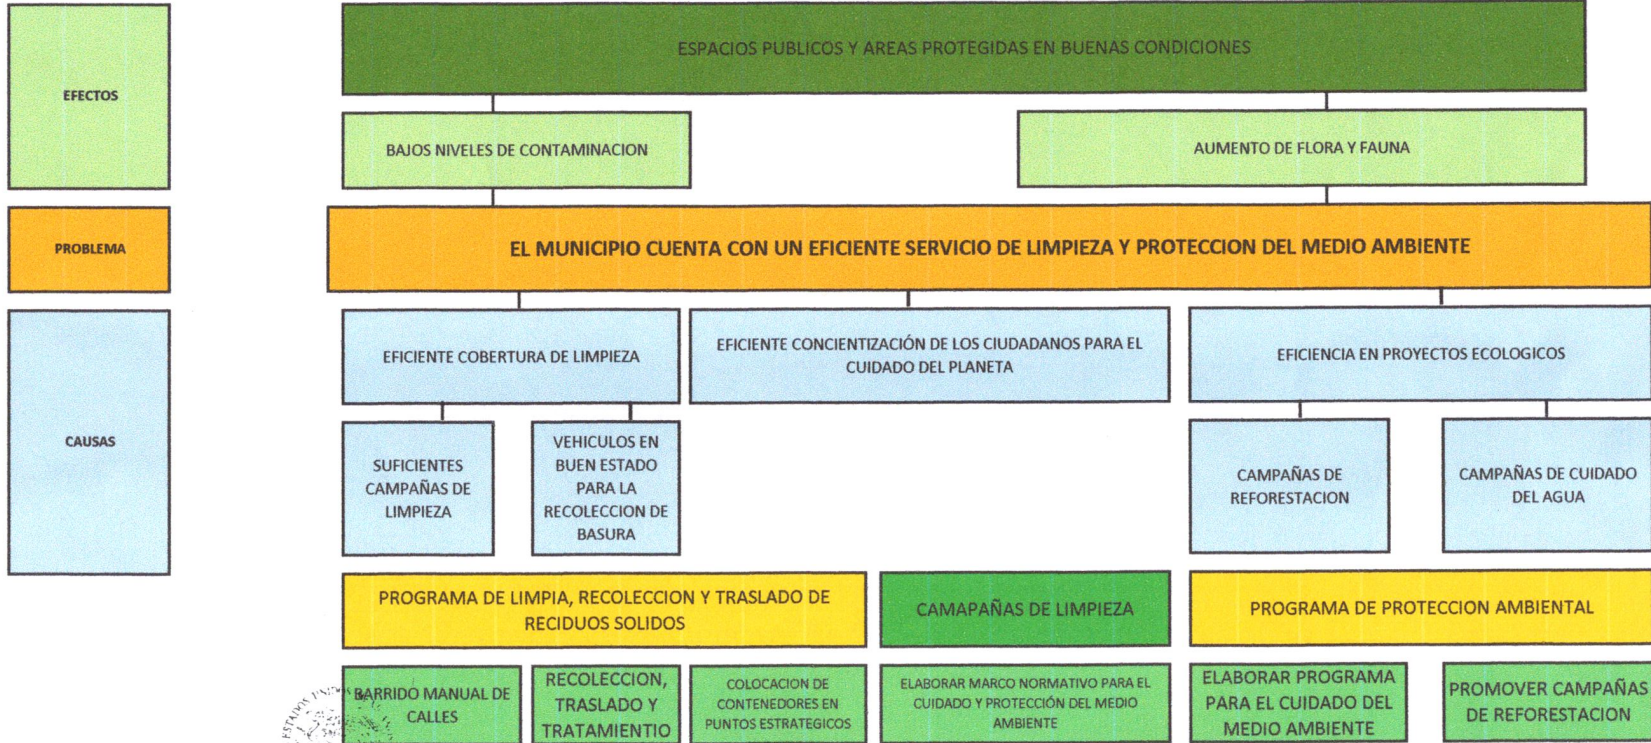 EFECTOS
ESPACIOS PUBLICOS Y AREAS PROTEGIDAS EN BUENAS CONDICIONES
BAJOS NIVELES DE CONTAMINACION
AUMENTO DE FLORA Y FAUNA
PROBLEMA
EL MUNICIPIO CUENTA CON UN EFICIENTE SERVICIO DE LIMPIEZA Y PROTECCION DEL MEDIO AMBIENTE
CAUSAS
EFICIENTE COBERTURA DE LIMPIEZA
EFICIENTE CONCIENTIZACIÓN DE LOS CIUDADANOS PARA EL
CUIDADO DEL PLANETA
EFICIENCIA EN PROYECTOS ECOLOGICOS
SUFICIENTES
CAMPAÑAS DE
LIMPIEZA
VEHICULOS EN
BUEN ESTADO
PARA LA
RECOLECCION DE
BASURA
CAMPAÑAS DE
REFORESTACION
CAMPAÑAS DE CUIDADO
DEL AGUA
PROGRAMA DE LIMPIA, RECOLECCION Y TRASLADO DE
RECIDUOS SOLIDOS
CAMAPAÑAS DE LIMPIEZA
PROGRAMA DE PROTECCION AMBIENTAL
BARRIDO MANUAL DE
CALLES
RECOLECCION,
TRASLADO Y
TRATAMIENTIO
COLOCACION DE
CONTENEDORES EN
PUNTOS ESTRATEGICOS
ELABORAR MARCO NORMATIVO PARA EL
CUIDADO Y PROTECCIÓN DEL MEDIO
AMBIENTE
ELABORAR PROGRAMA
PARA EL CUIDADO DEL
MEDIO AMBIENTE
PROMOVER CAMPAÑAS
DE REFORESTACION